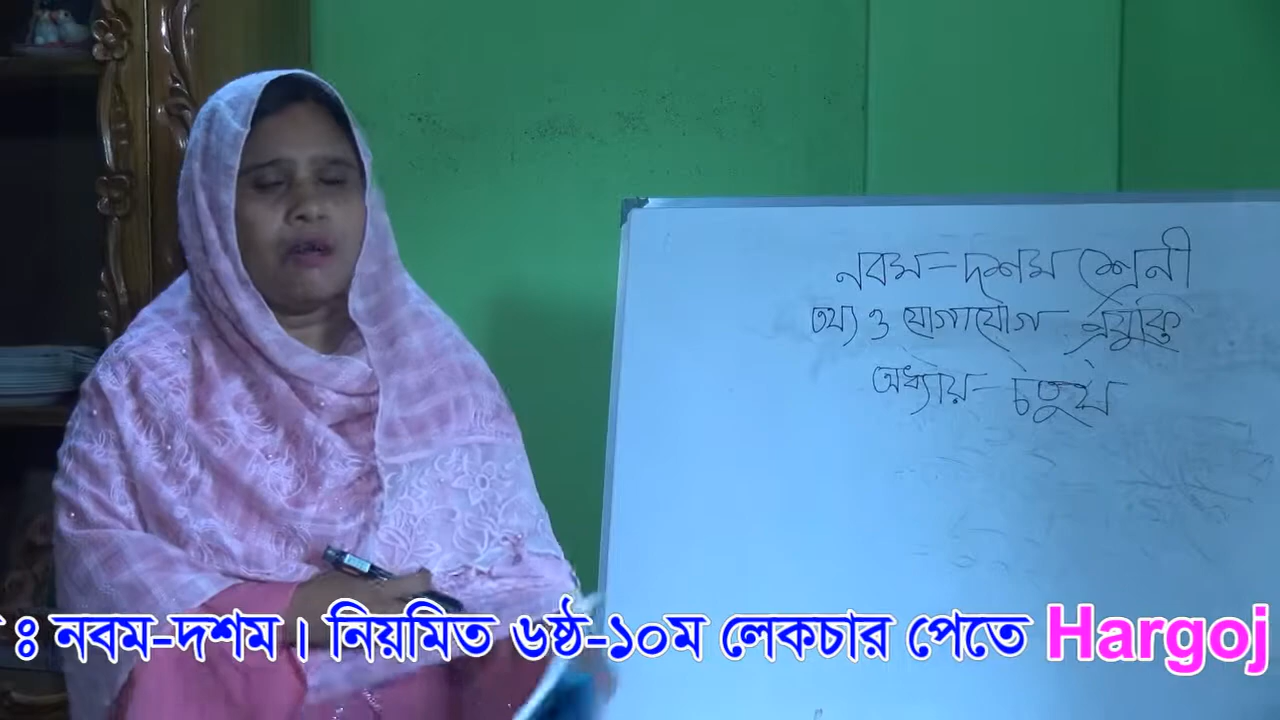 নবম-দশম শ্রেনী
তথ্য ও যোগাযোগ প্রযুক্তি
অধ্যায়- চতুর্থ
ঃ নবম-দশম। নিয়মিত ৬ষ্ঠ-১০ম লেকচার পেতে Hargoj